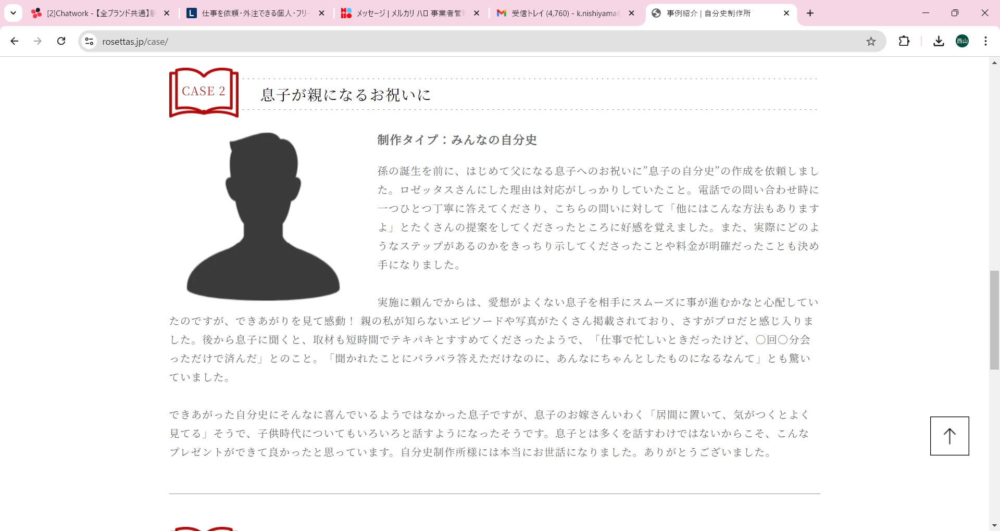 [2]Chatwork - 【全ブランド共通】
仕事を依頼・外注できる個人・フリー
メッセージ | メルカリ ハロ 事業者管
受信トレイ (4,760) - k.nishiyama
事例紹介 | 自分史制作所
rosettas.jp/case/
西山
CASE 2
息子が親になるお祝いに
制作タイプ：みんなの自分史
孫の誕生を前に、はじめて父になる息子へのお祝いに”息子の自分史”の作成を依頼しまし
た。ロゼッタスさんにした理由は対応がしっかりしていたこと。電話での問い合わせ時に
一つひとつ丁寧に答えてくださり、こちらの問いに対して「他にはこんな方法もあります
よ」とたくさんの提案をしてくださったところに好感を覚えました。また、実際にどのよ
うなステップがあるのかをきっちり示してくださったことや料金が明確だったことも決め
手になりました。
実施に頼んでからは、愛想がよくない息子を相手にスムーズに事が進むかなと心配してい
たのですが、できあがりを見て感動！ 親の私が知らないエピソードや写真がたくさん掲載されており、さすがプロだと感じ入りま
した。後から息子に聞くと、取材も短時間でテキパキとすすめてくださったようで、「仕事で忙しいときだったけど、〇回〇分会
っただけで済んだ」とのこと。「聞かれたことにパラパラ答えただけなのに、あんなにちゃんとしたものになるなんて」とも驚い
ていました。
できあがった自分史にそんなに喜んでいるようではなかった息子ですが、息子のお嫁さんいわく「居間に置いて、気がつくとよく
見てる」そうで、子供時代についてもいろいろと話すようになったそうです。息子とは多くを話すわけではないからこそ、こんな
プレゼントができて良かったと思っています。自分史制作所様には本当にお世話になりました。ありがとうございました。